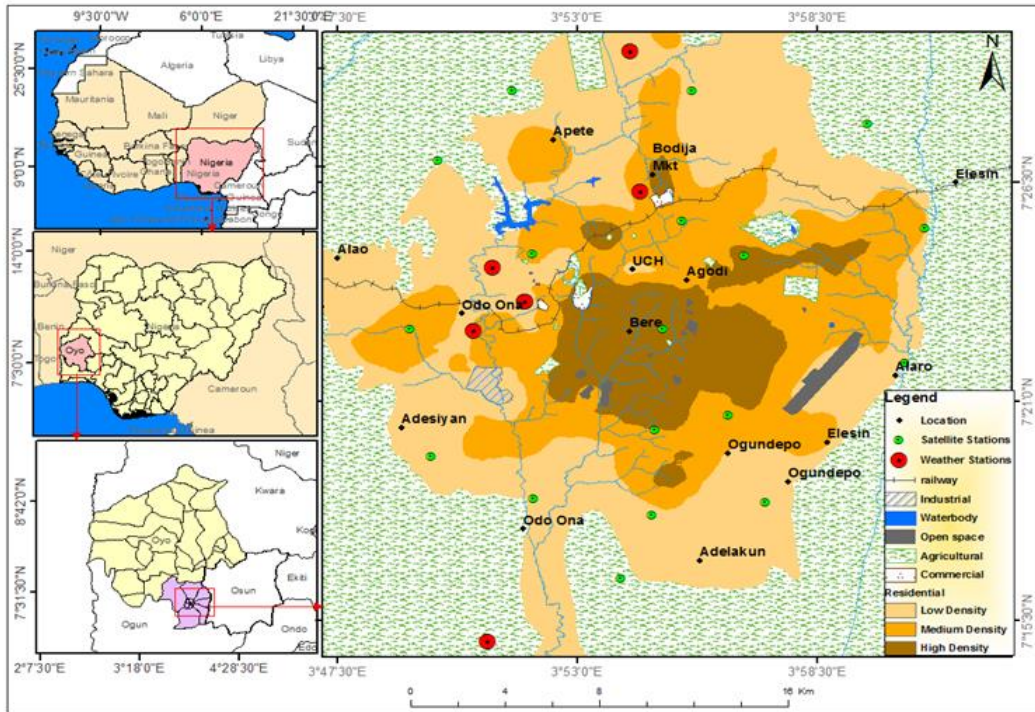 9°30'0"W
6°0'0"E
21°30'0"E
25°30'0"N
9°0'0"N
Algeria
Libya
Mauritania
Mali
Niger
Nigeria
Nigeria
Guinea
Cameroun
14°0'0"N
7°30'0"N
Niger
Benin
Togo
Oyo
Nigeria
Cameroun
8°42'0"N
7°31'30"N
Niger
Kwara
Oyo
Osun
Ekiti
Ogun
Ondo
2°7'30"E
3°18'0"E
4°28'30"E
3°47'30"E
3°53'0"E
3°58'30"E
N
Apete
Bodija
Mkt
Elesin
7°26'30"N
Alao
UCH
Agodi
Odo Ona
Bere
Alaro
7°21'0"N
Adesiyan
Ogundepo
Elesin
Ogundepo
Odo Ona
Adelakun
7°15'30"N
Legend
Location
Satellite Stations
Weather Stations
railway
Industrial
Waterbody
Open space
Agricultural
Commercial
Residential
Low Density
Medium Density
High Density
3°47'30"E
3°53'0"E
3°58'30"E
0 4 8 16 Km